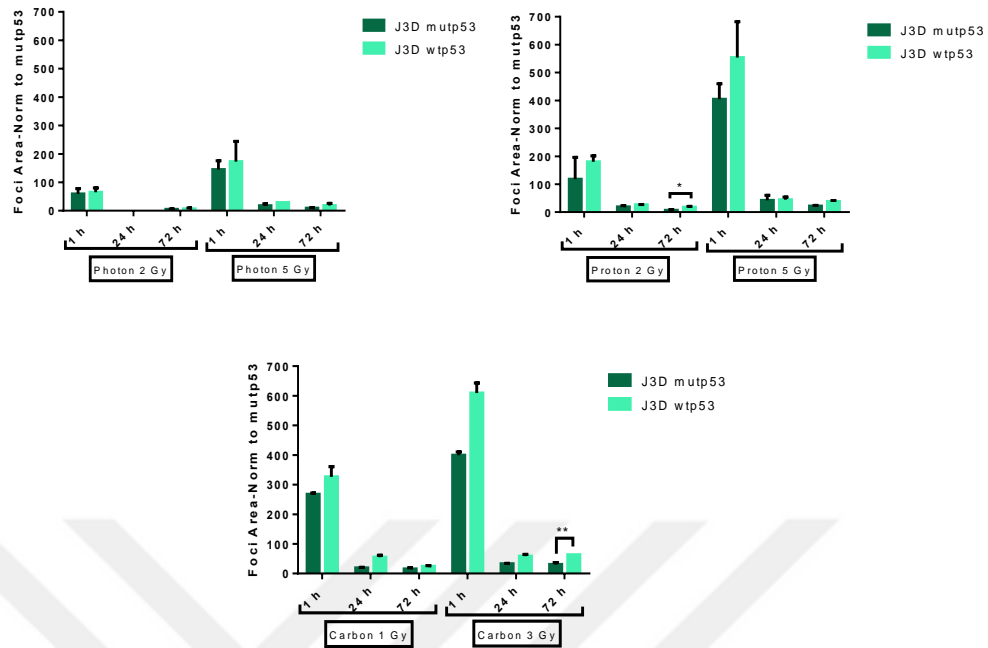 Foci Area-Norm to mutp53
700
600
500
400
300
200
100
0
J3D mutp53
J3D wtp53
1 h
24 h
72 h
1 h
24 h
72 h
Photon 2 Gy
Photon 5 Gy
Foci Area-Norm to mutp53
700
600
500
400
300
200
100
0
J3D mutp53
J3D wtp53
*
1 h
24 h
72 h
1 h
24 h
72 h
Proton 2 Gy
Proton 5 Gy
Foci Area-Norm to mutp53
700
600
500
400
300
200
100
0
J3D mutp53
J3D wtp53
**
1 h
24 h
72 h
1 h
24 h
72 h
Carbon 1 Gy
Carbon 3 Gy